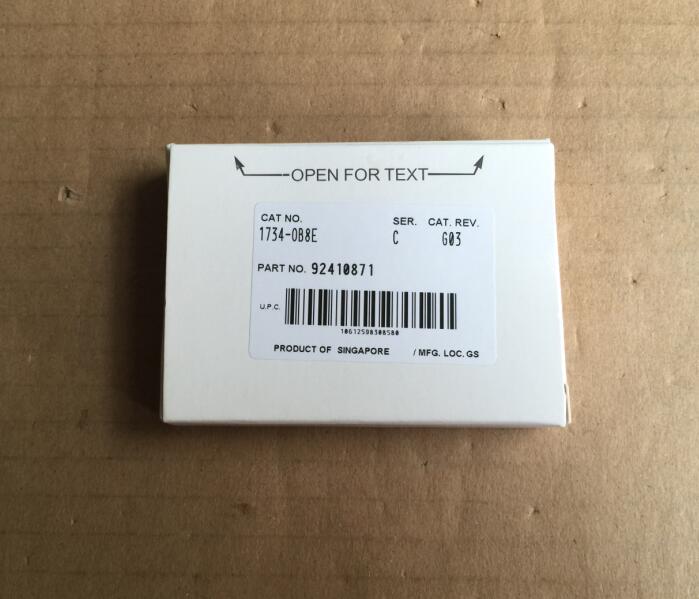 OPEN FOR TEXT
CAT NO. SER. CAT. REV.
1734-OB8E C G03
PART NO. 92410871
U.P.C.
10612598308580
PRODUCT OF SINGAPORE / MFG. LOC. GS